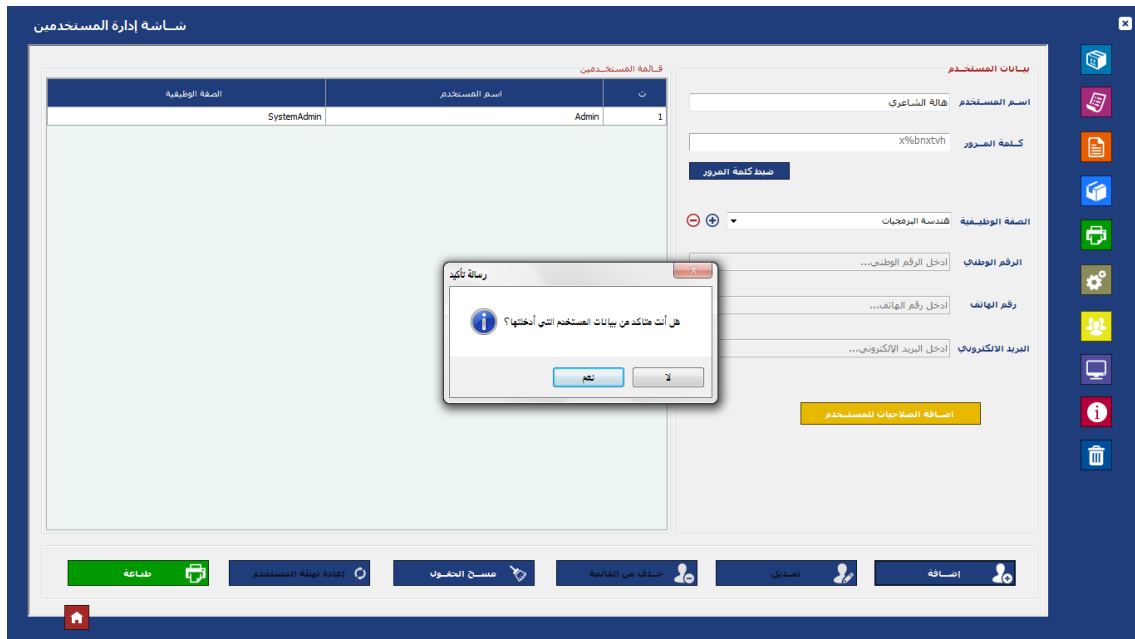 شــاشة إدارة المستخدمين
بيـانات المستخـدم
اسـم المسـتخدم هالة الشاعري
كـلمة المـرور x%bnxtvh
ضبط كلمة المرور
الصفة الوظيـفية هندسة البرمجيات
الرقم الوطني ادخل الرقم الوطني...
رقم الهاتف ادخل رقم الهاتف...
البريد الالكتروني ادخل البريد الإلكتروني...
اضـافة الصلاحيات للمستـخدم
قـائمة المستخـدمين
ت اسم المستخدم الصفة الوظيفية
1 Admin SystemAdmin
رسالة تأكيد
هل أنت متاكد من بيانات المستخدم التي أدخلتها؟
لا نعم
إضـافة تعـديل حـذف من القائمة مسـح الحقـول إعادة تهيئة المستخدم طباعة